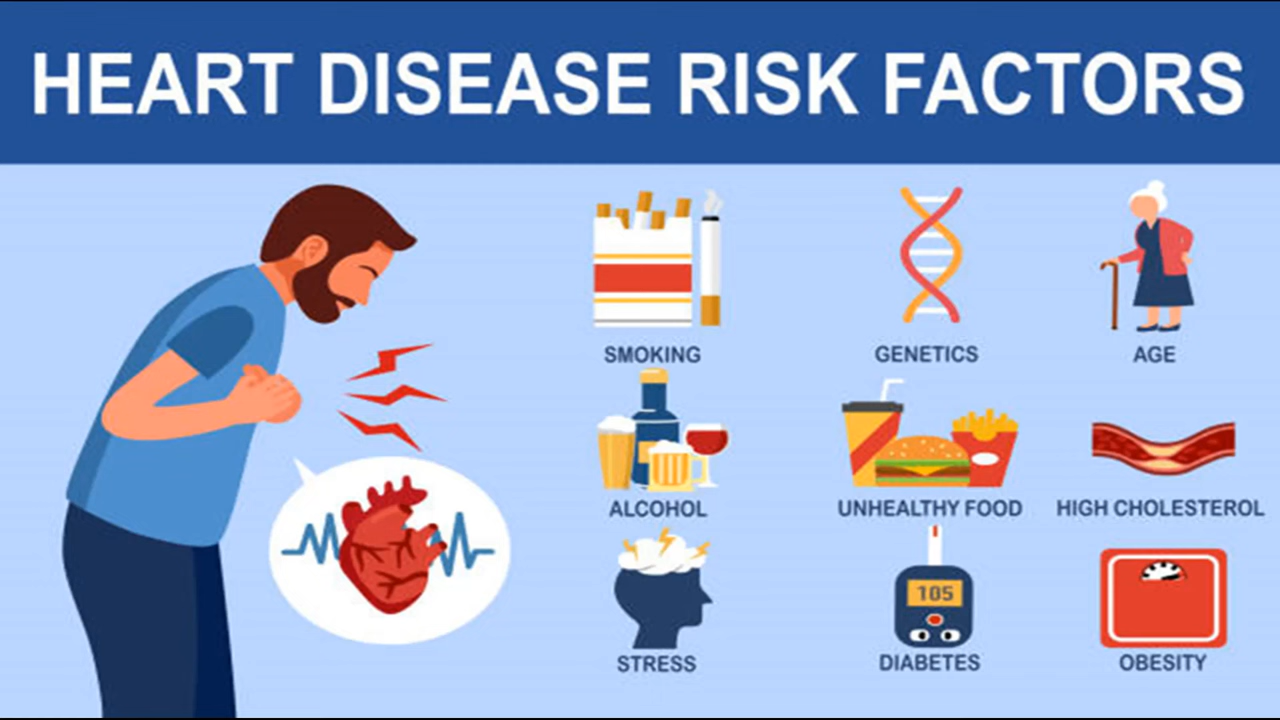 HEART DISEASE RISK FACTORS
SMOKING
GENETICS
AGE
ALCOHOL
UNHEALTHY FOOD
HIGH CHOLESTEROL
105
STRESS
DIABETES
OBESITY